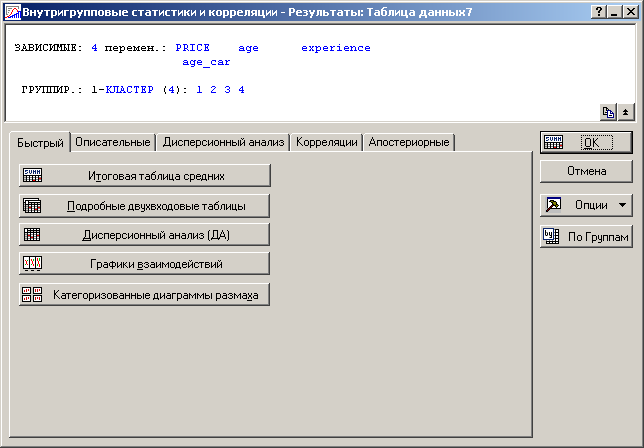 Внутригрупповые статистики и корреляции - Результаты: Таблица данных7
ЗАВИСИМЫЕ: 4 перемен.: PRICE age experience
age_car
ГРУППИР.: 1-КЛАСТЕР (4): 1 2 3 4
Быстрый Описательные Дисперсионный анализ Корреляции Апостериорные
Итоговая таблица средних
Подробные двухвходовые таблицы
Дисперсионный анализ (ДА)
Графики взаимодействий
Категоризованные диаграммы размаха
OK
Отмена
Опции
По Группам